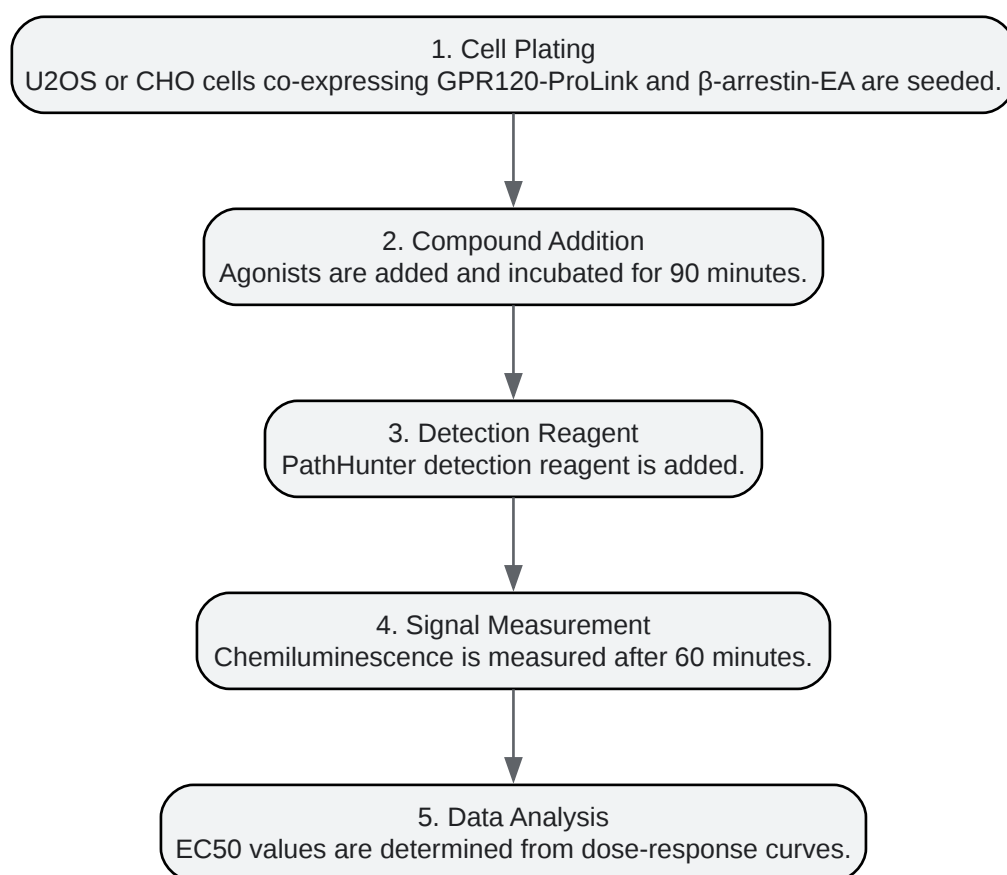 1. Cell Plating
U2OS or CHO cells co-expressing GPR120-ProLink and β-arrestin-EA are seeded.
2. Compound Addition
Agonists are added and incubated for 90 minutes.
3. Detection Reagent
PathHunter detection reagent is added.
4. Signal Measurement
Chemiluminescence is measured after 60 minutes.
5. Data Analysis
EC50 values are determined from dose-response curves.